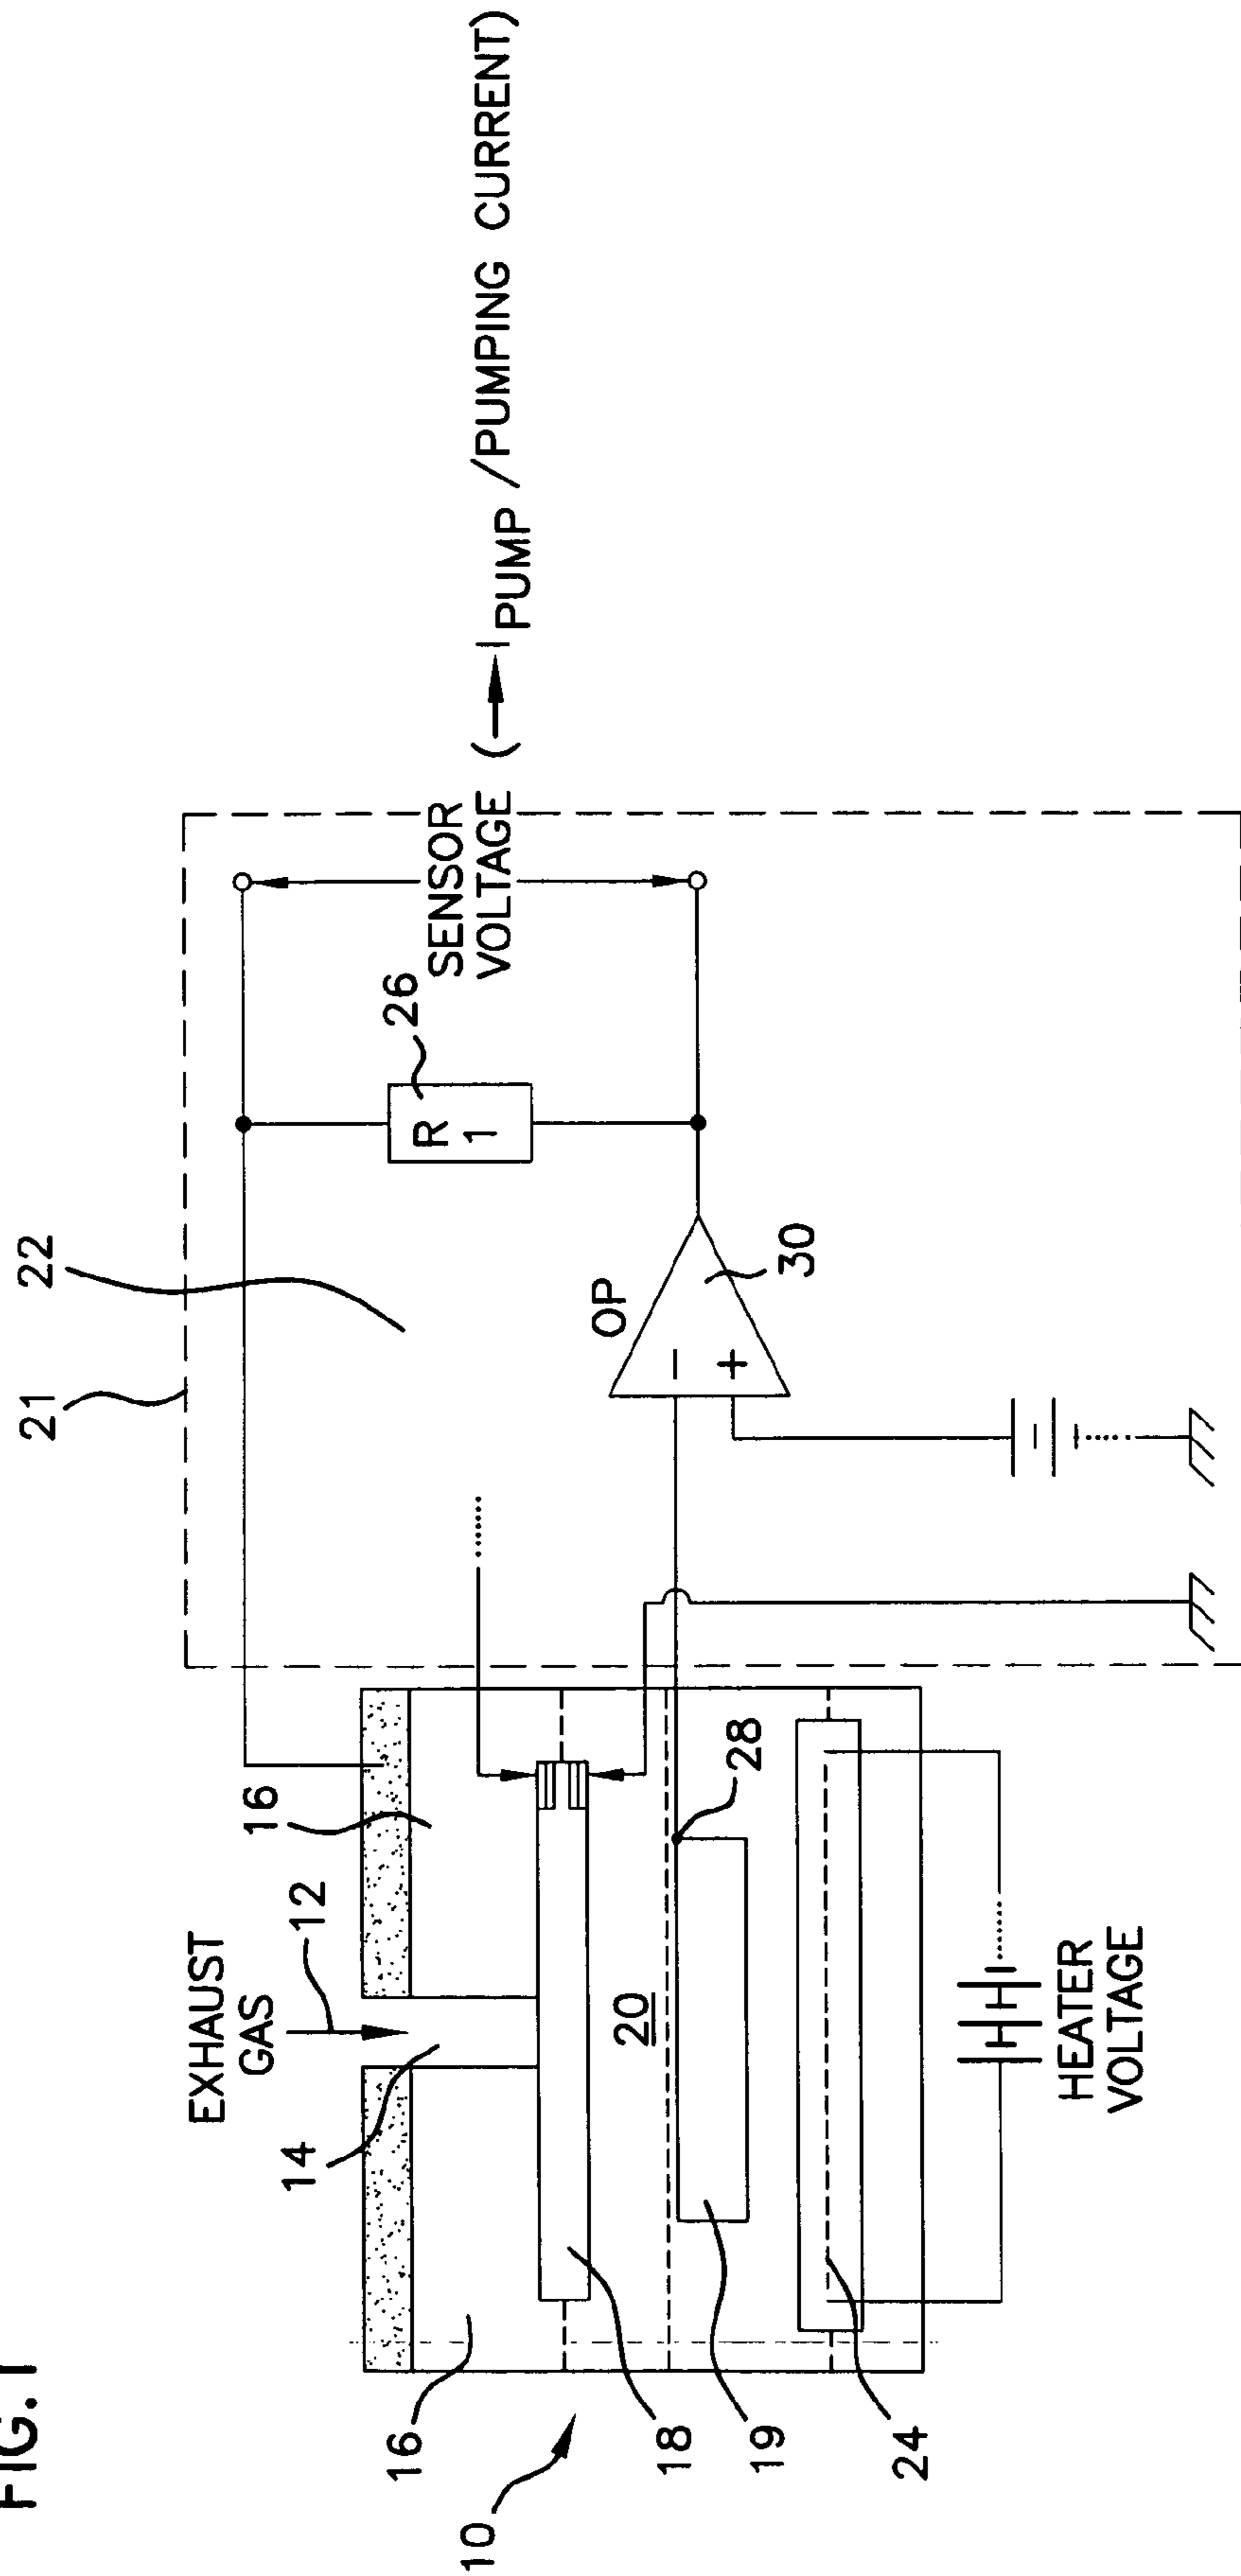 FIG. 1
21
22
EXHAUST
GAS
12
14
16
16
10
18
19
24
20
28
26
R
1
OP
30
−
+
SENSOR
VOLTAGE (→ IPUMP /PUMPING CURRENT)
HEATER
VOLTAGE